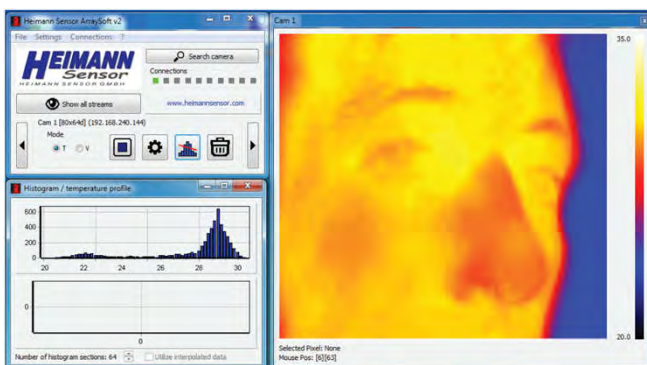 Heimann Sensor ArraySoft v2
File Settings Connections ?
HEIMANN
Sensor
HEIMANN SENSOR GMBH
Search camera
Connections
Show all streams
www.heimannsensor.com
Cam 1 [80x64d] (192.168.240.144)
Mode
T V
Histogram / temperature profile
600
400
200
0
20 22 24 26 28 30
0
0
Number of histogram sections: 64
Utilize interpolated data
Cam 1
35.0
20.0
Selected Pixel: None
Mouse Pos: [6][63]